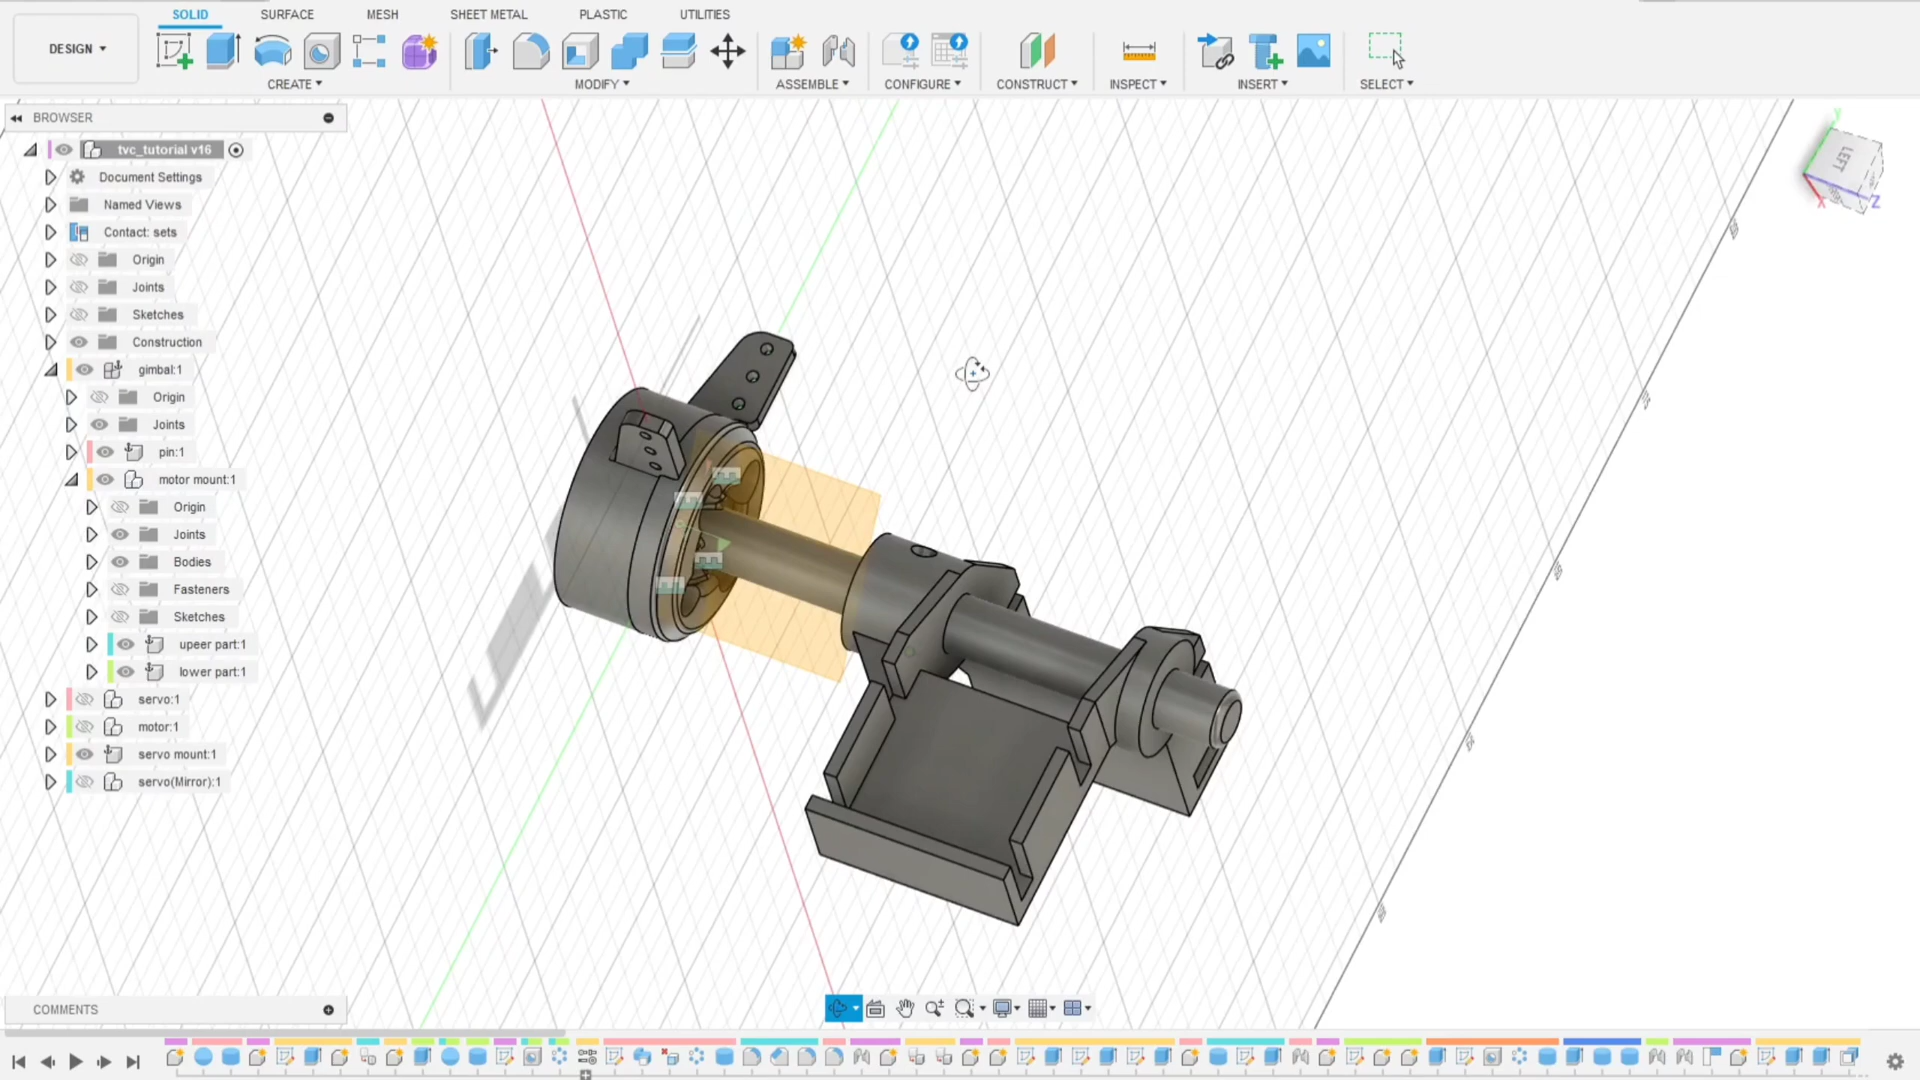 SOLID SURFACE MESH SHEET METAL PLASTIC UTILITIES
DESIGN
CREATE MODIFY ASSEMBLE CONFIGURE CONSTRUCT INSPECT INSERT SELECT
BROWSER
tvc_tutorial v16
Document Settings
Named Views
Contact: sets
Origin
Joints
Sketches
Construction
gimbal:1
Origin
Joints
pin:1
motor mount:1
Origin
Joints
Bodies
Fasteners
Sketches
upeer part:1
lower part:1
servo:1
motor:1
servo mount:1
servo(Mirror):1
Y
LEFT
X
Z
COMMENTS